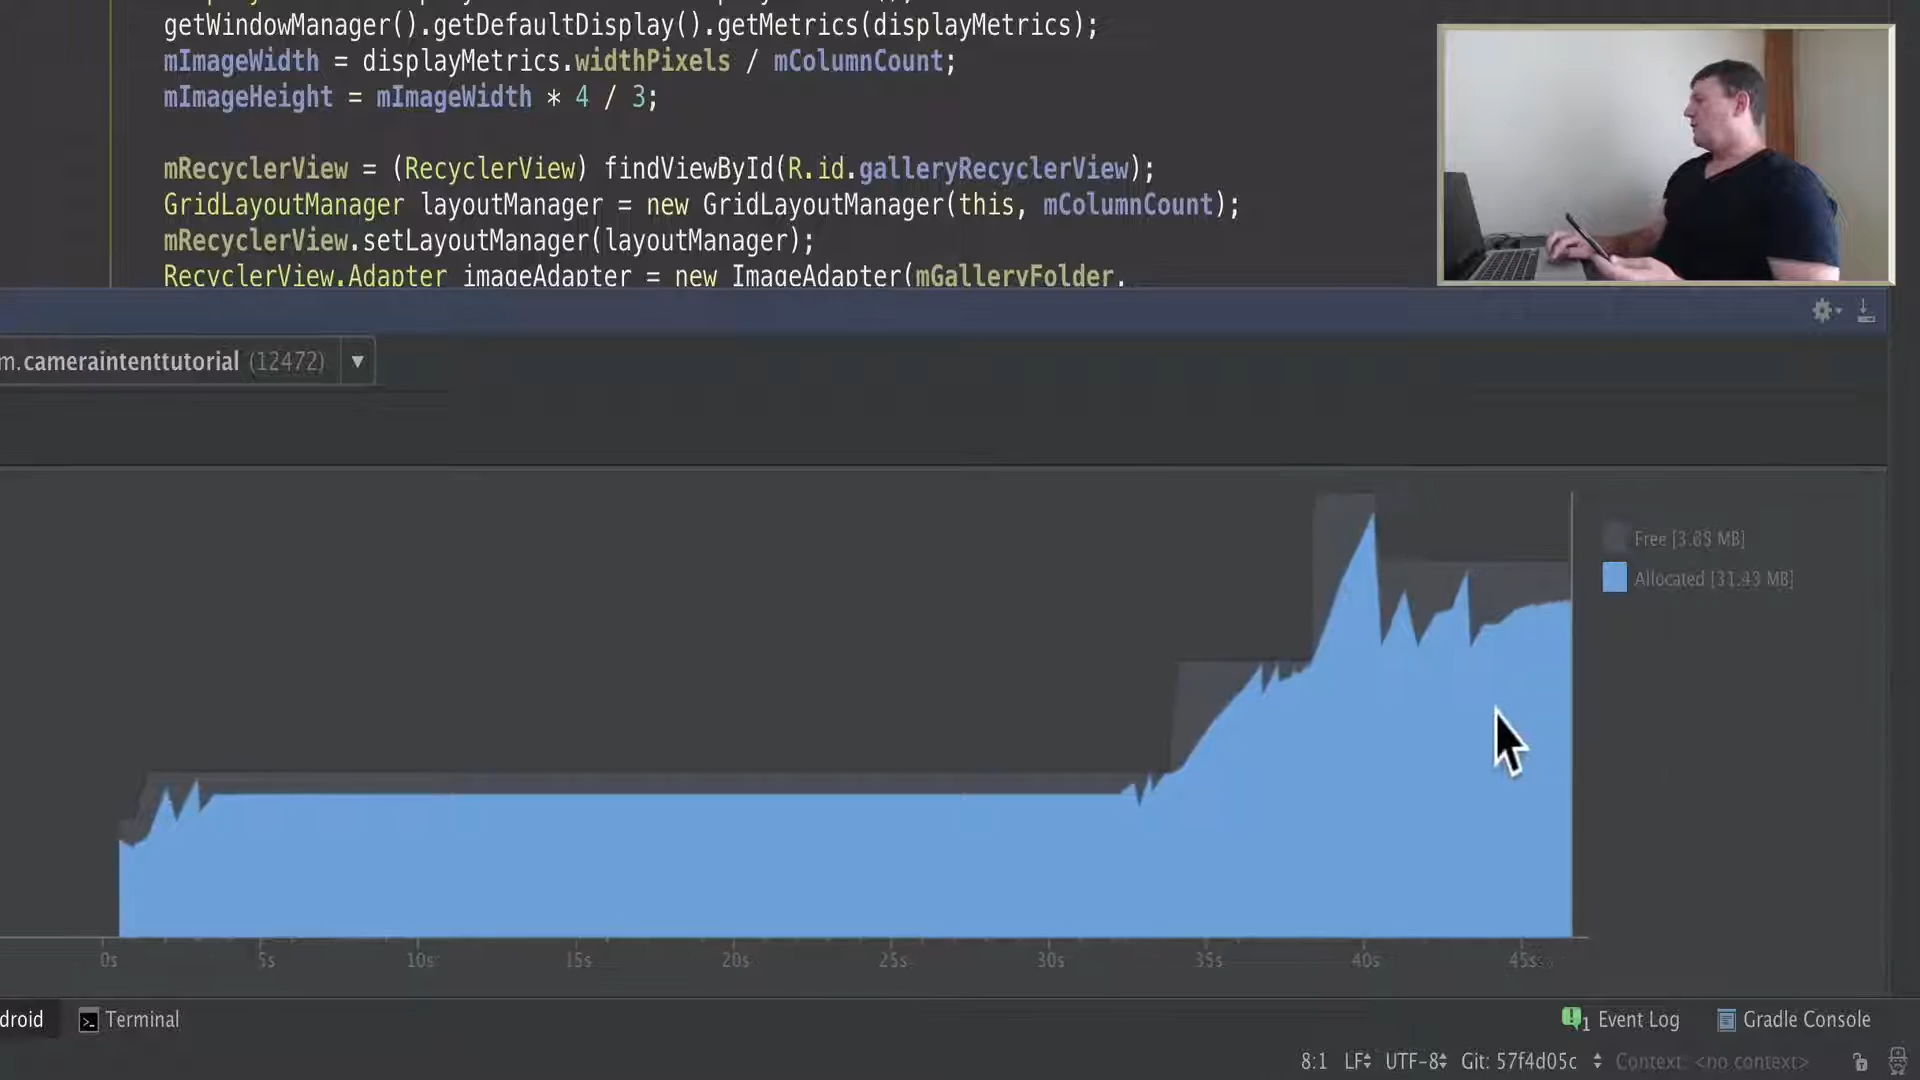 getWindowManager().getDefaultDisplay().getMetrics(displayMetrics);
mImageWidth = displayMetrics.widthPixels / mColumnCount;
mImageHeight = mImageWidth * 4 / 3;
mRecyclerView = (RecyclerView) findViewById(R.id.galleryRecyclerView);
GridLayoutManager layoutManager = new GridLayoutManager(this, mColumnCount);
mRecyclerView.setLayoutManager(layoutManager);
RecyclerView.Adapter imageAdapter = new ImageAdapter(mGalleryFolder.
m.cameraintenttutorial (12472)
Free [3.85 MB]
Allocated [31.43 MB]
0s 5s 10s 15s 20s 25s 30s 35s 40s 45s
droid Terminal 1 Event Log Gradle Console
8:1 LF UTF-8 Git: 57f4d05c Context: <no context>